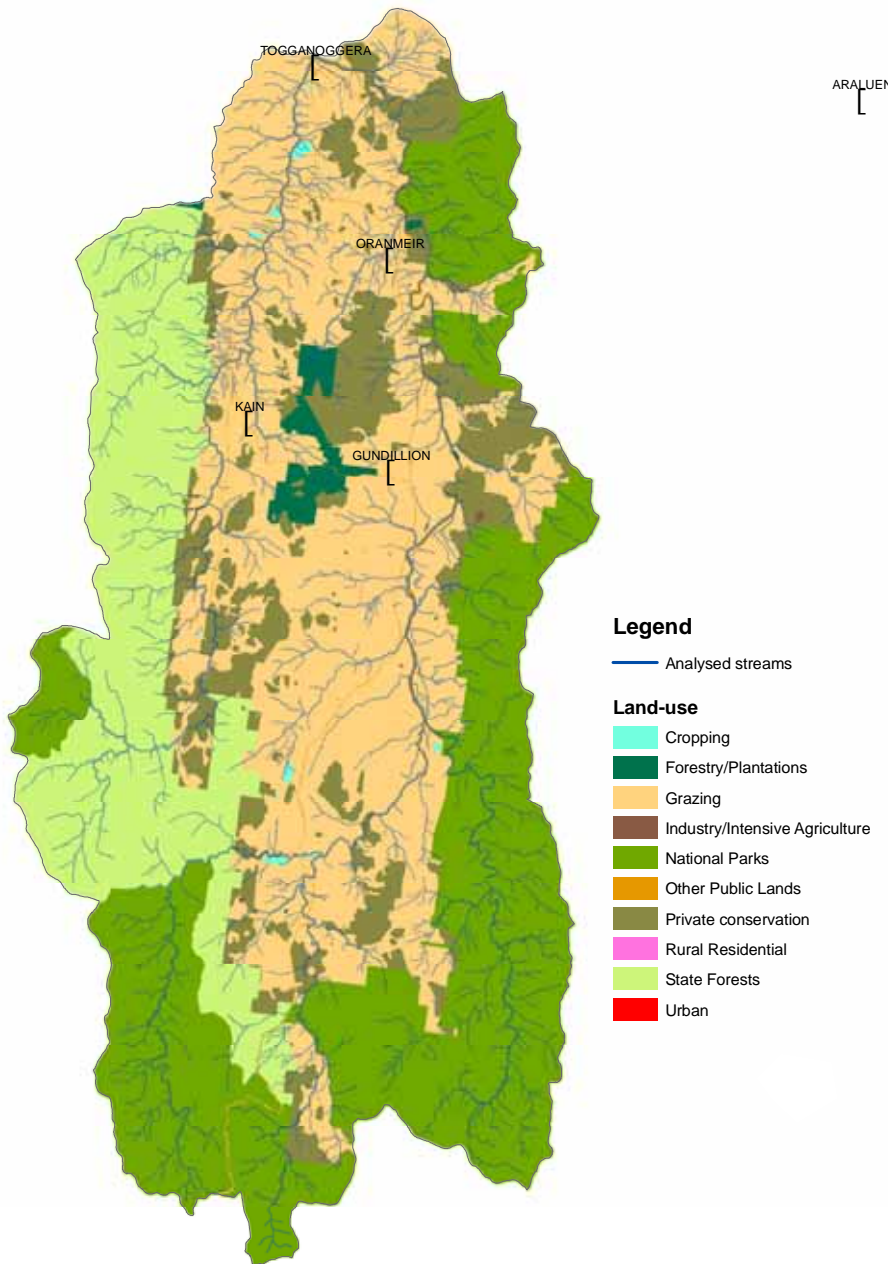 TOGGANOGGERA
ARALUEN
ORANMEIR
KAIN
GUNDILLION
Legend
Analysed streams
Land-use
Cropping
Forestry/Plantations
Grazing
Industry/Intensive Agriculture
National Parks
Other Public Lands
Private conservation
Rural Residential
State Forests
Urban